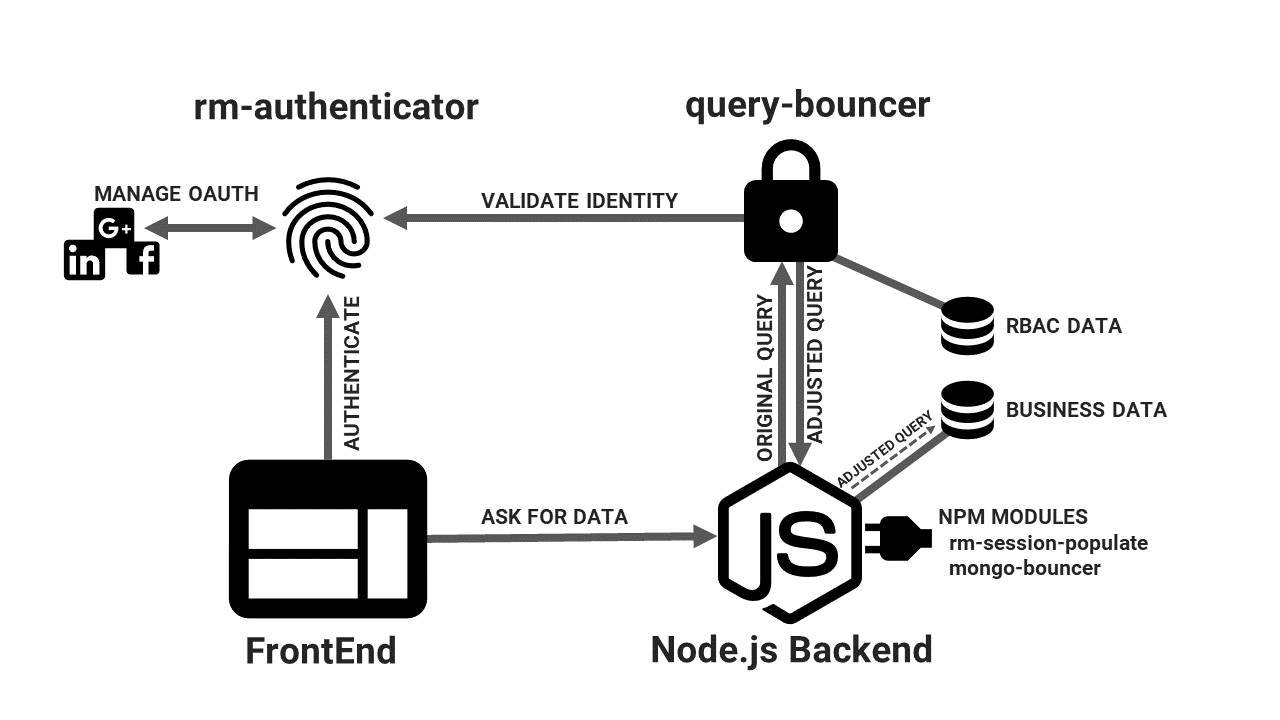 rm-authenticator
query-bouncer
MANAGE OAUTH
G+
in
f
VALIDATE IDENTITY
AUTHENTICATE
ORIGINAL QUERY
ADJUSTED QUERY
RBAC DATA
BUSINESS DATA
ADJUSTED QUERY
ASK FOR DATA
JS
NPM MODULES
rm-session-populate
mongo-bouncer
FrontEnd
Node.js Backend